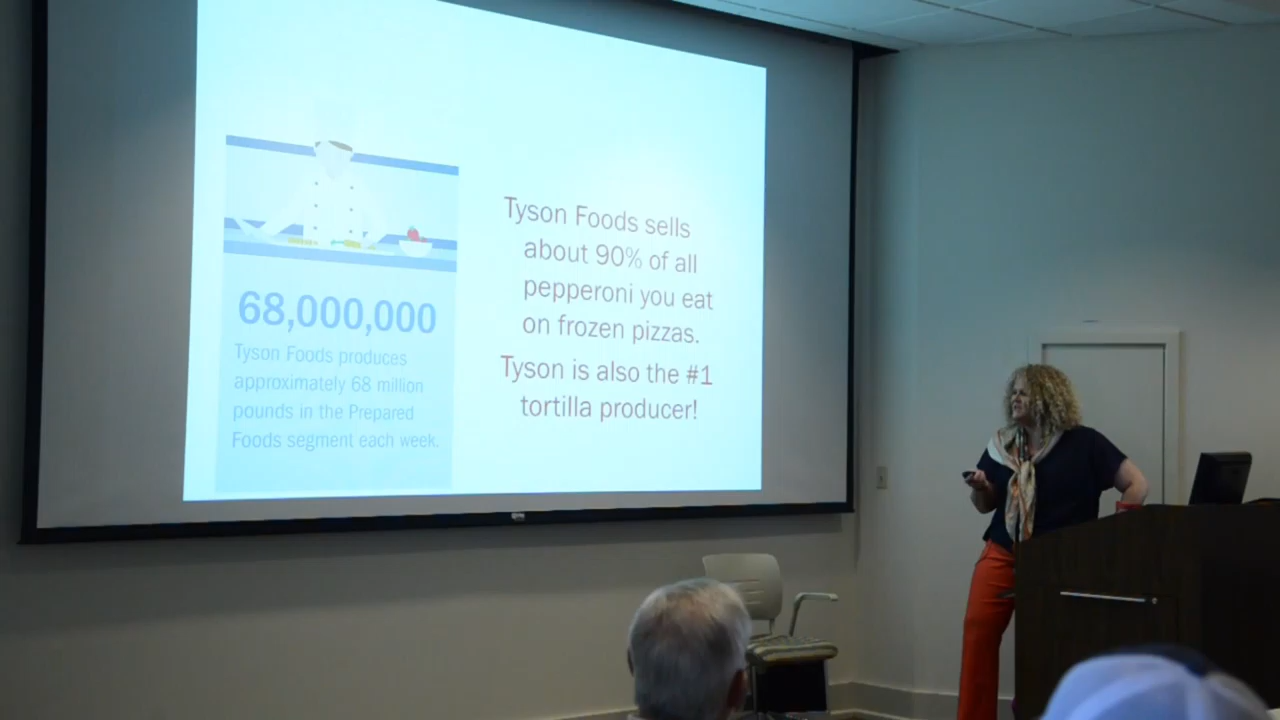 68,000,000
Tyson Foods produces
approximately 68 million
pounds in the Prepared
Foods segment each week.
Tyson Foods sells
about 90% of all
pepperoni you eat
on frozen pizzas.
Tyson is also the #1
tortilla producer!